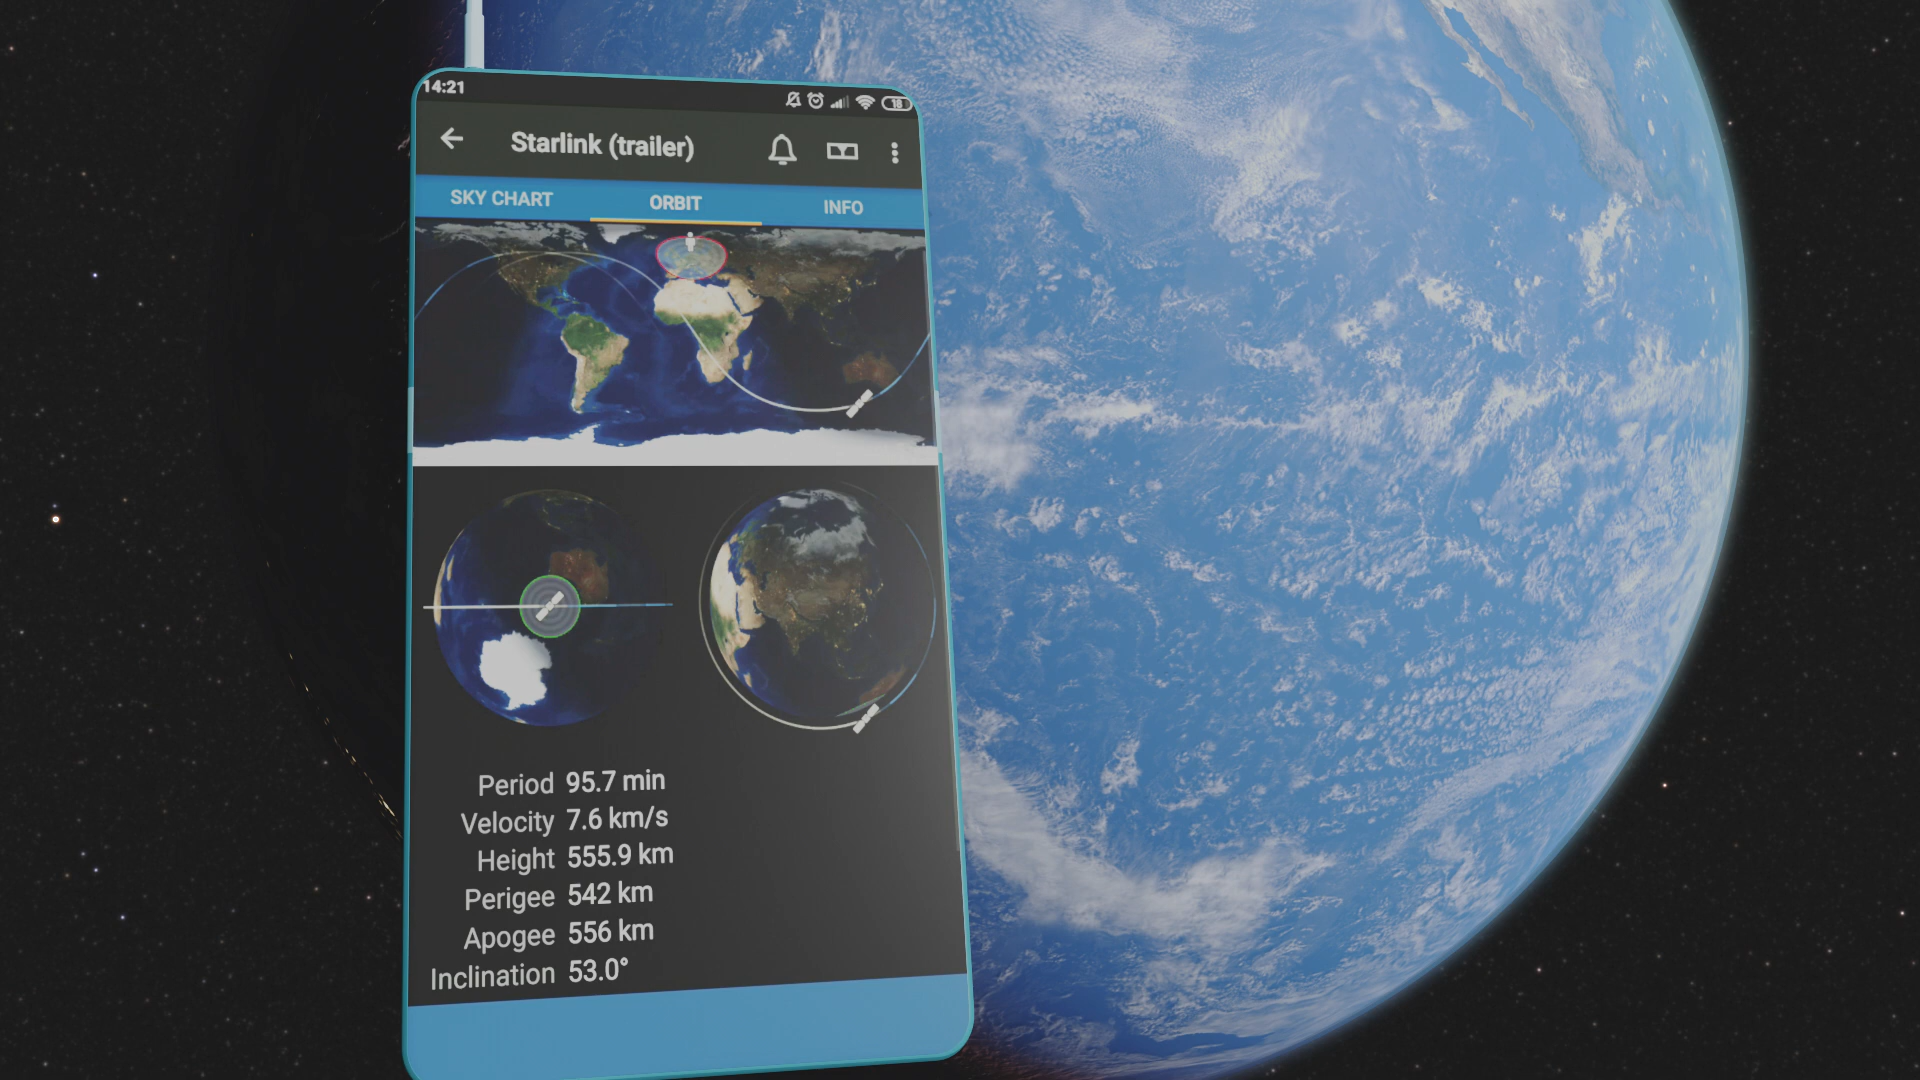 14:21
18
Starlink (trailer)
SKY CHART
ORBIT
INFO
Period 95.7 min
Velocity 7.6 km/s
Height 555.9 km
Perigee 542 km
Apogee 556 km
Inclination 53.0°